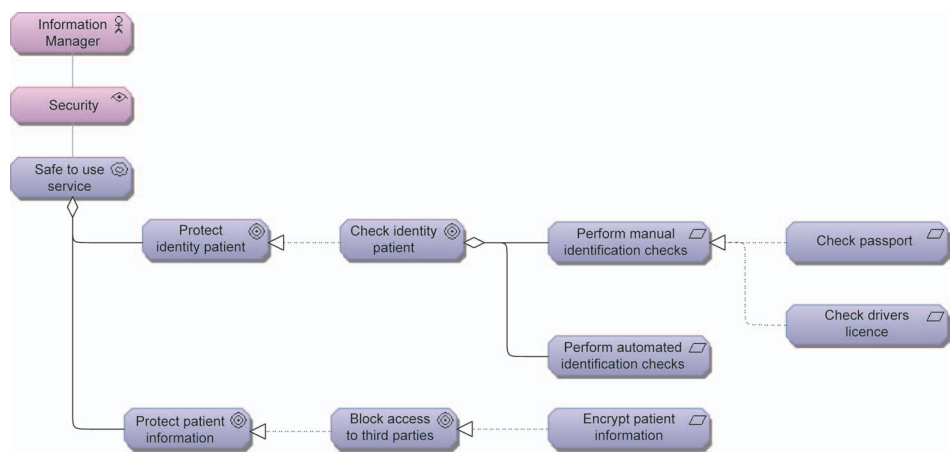 Information
Manager
Security
Safe to use
service
Protect
identity patient
Check identity
patient
Perform manual
identification checks
Check passport
Check drivers
licence
Perform automated
identification checks
Protect patient
information
Block access
to third parties
Encrypt patient
information